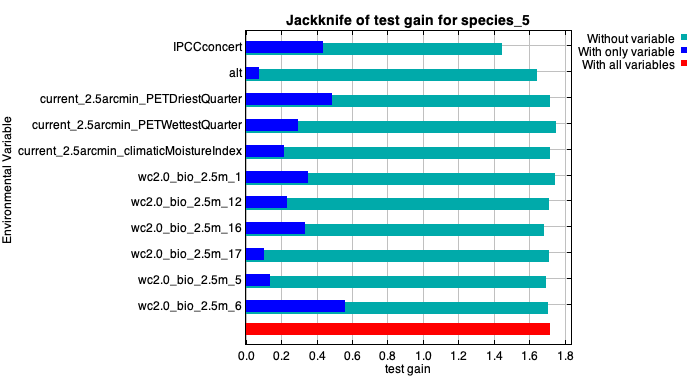 Jackknife of test gain for species_5
Without variable
With only variable
With all variables
Environmental Variable
IPCCconcert
alt
current_2.5arcmin_PETDriestQuarter
current_2.5arcmin_PETWettestQuarter
current_2.5arcmin_climaticMoistureIndex
wc2.0_bio_2.5m_1
wc2.0_bio_2.5m_12
wc2.0_bio_2.5m_16
wc2.0_bio_2.5m_17
wc2.0_bio_2.5m_5
wc2.0_bio_2.5m_6
0.0 0.2 0.4 0.6 0.8 1.0 1.2 1.4 1.6 1.8
test gain